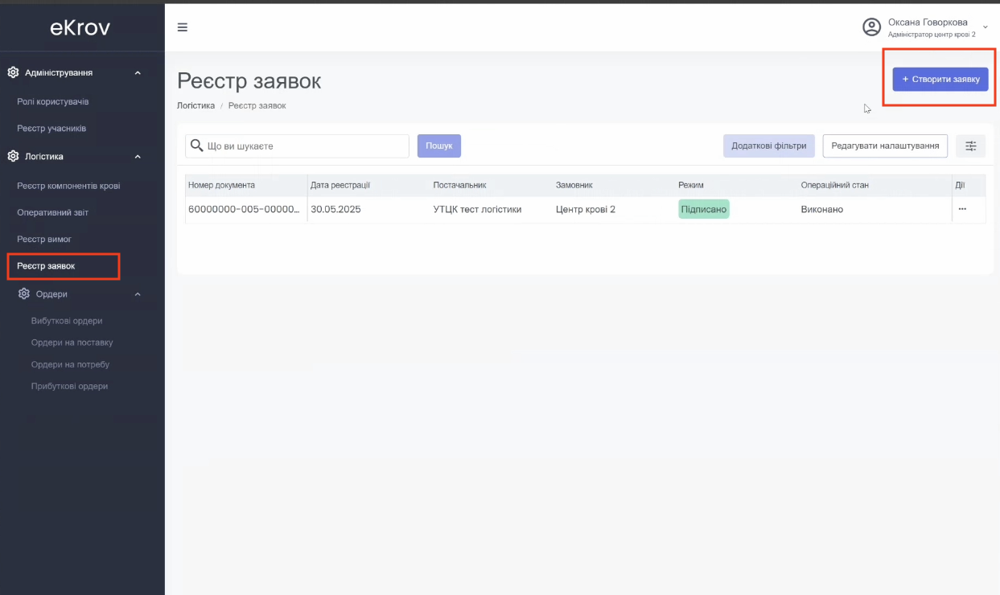 eKrov
Оксана Говоркова
Адміністратор центр крові 2
Адміністрування
Ролі користувачів
Реєстр учасників
Логістика
Реєстр компонентів крові
Оперативний звіт
Реєстр вимог
Реєстр заявок
Ордери
Вибуткові ордери
Ордери на поставку
Ордери на потребу
Прибуткові ордери
Реєстр заявок
+ Створити заявку
Логістика / Реєстр заявок
Що ви шукаєте
Пошук
Додаткові фільтри
Редагувати налаштування
Номер документа Дата реестрації Постачальник Замовник Режим Операційний стан Дії
60000000-005-00000... 30.05.2025 УТЦК тест логістики Центр крові 2 Підписано Виконано ...